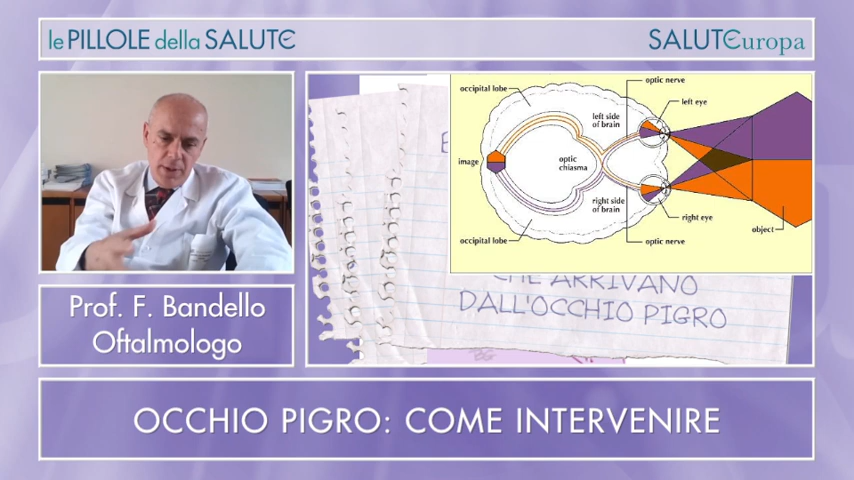 le PILLOLE della SALUTE
SALUTEuropa
occipital lobe
optic nerve
left eye
left side
of brain
image
optic
chiasma
right side
of brain
right eye
object
occipital lobe
optic nerve
CHE ARRIVANO
DALL'OCCHIO PIGRO
Prof. F. Bandello
Oftalmologo
OCCHIO PIGRO: COME INTERVENIRE